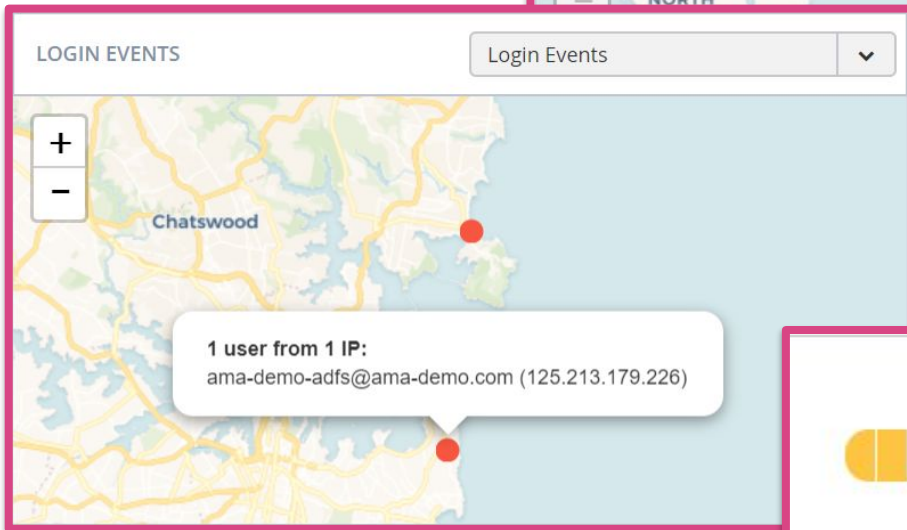 NORTH
LOGIN EVENTS
Login Events
+
−
Chatswood
1 user from 1 IP:
ama-demo-adfs@ama-demo.com (125.213.179.226)